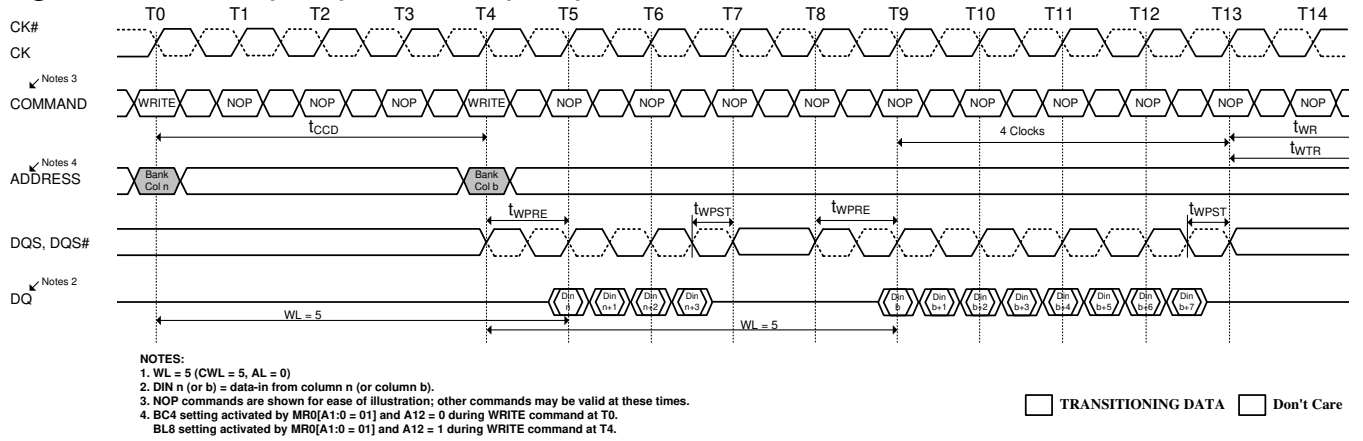 T0 T1 T2 T3 T4 T5 T6 T7 T8 T9 T10 T11 T12 T13 T14
CK#
CK
Notes 3
COMMAND
WRITE NOP NOP NOP WRITE NOP NOP NOP NOP NOP NOP NOP NOP NOP NOP
tCCD
4 Clocks
tWR
tWTR
Notes 4
ADDRESS
Bank
Col n
Bank
Col b
tWPRE
tWPST
tWPRE
tWPST
DQS, DQS#
Notes 2
DQ
Din
n
Din
n+1
Din
n+2
Din
n+3
Din
b
Din
b+1
Din
b+2
Din
b+3
Din
b+4
Din
b+5
Din
b+6
Din
b+7
WL = 5
WL = 5
NOTES:
1. WL = 5 (CWL = 5, AL = 0)
2. DIN n (or b) = data-in from column n (or column b).
3. NOP commands are shown for ease of illustration; other commands may be valid at these times.
4. BC4 setting activated by MR0[A1:0 = 01] and A12 = 0 during WRITE command at T0.
BL8 setting activated by MR0[A1:0 = 01] and A12 = 1 during WRITE command at T4.
TRANSITIONING DATA
Don't Care